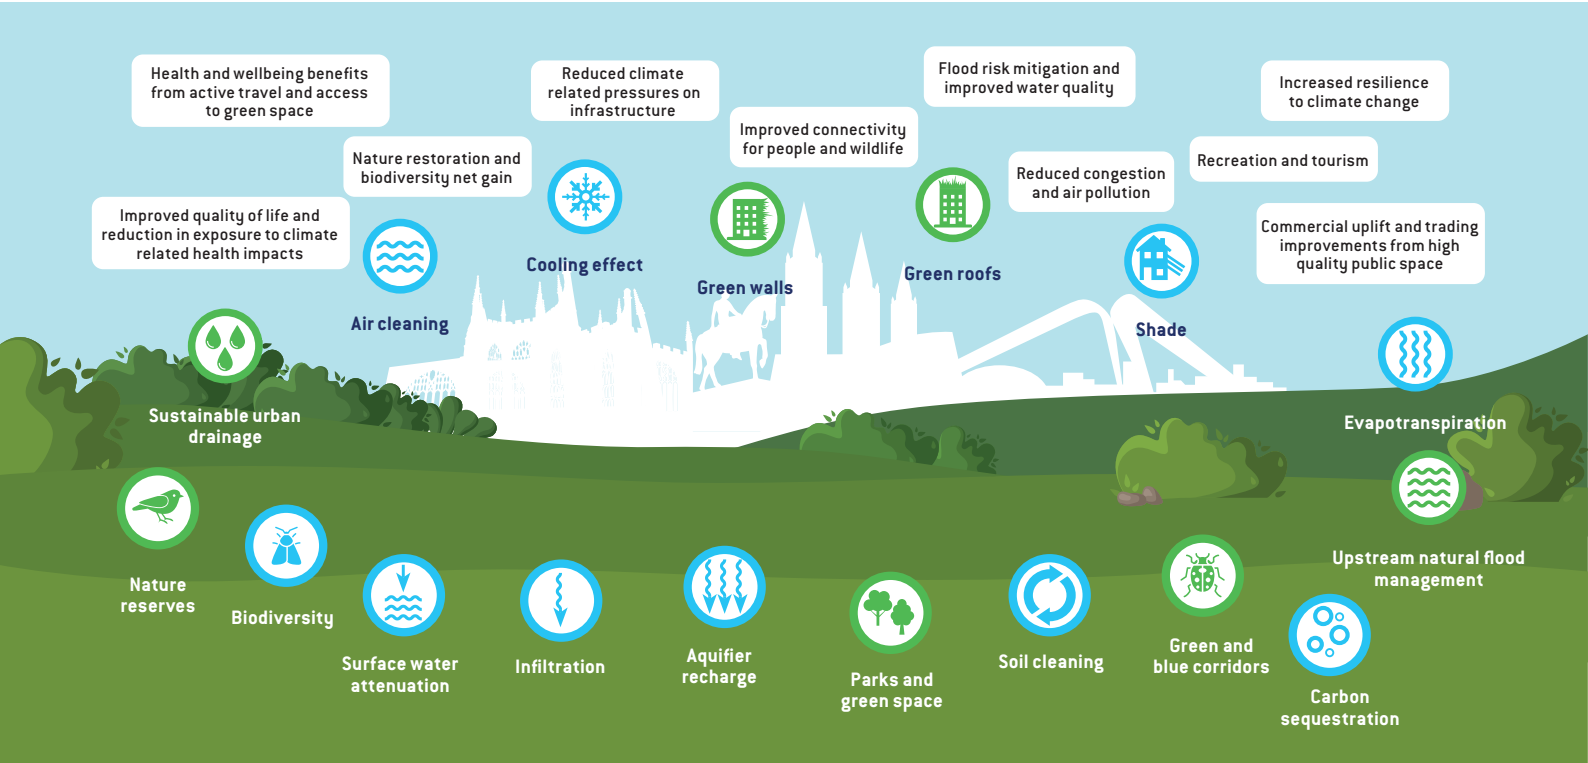 Health and wellbeing benefits
from active travel and access
to green space
Reduced climate
related pressures on
infrastructure
Flood risk mitigation and
improved water quality
Increased resilience
to climate change
Improved connectivity
for people and wildlife
Nature restoration and
biodiversity net gain
Reduced congestion
and air pollution
Recreation and tourism
Improved quality of life and
reduction in exposure to climate
related health impacts
Commercial uplift and trading
improvements from high
quality public space
Cooling effect
Green walls
Green roofs
Air cleaning
Shade
Sustainable urban
drainage
Evapotranspiration
Nature
reserves
Biodiversity
Surface water
attenuation
Infiltration
Aquifier
recharge
Parks and
green space
Soil cleaning
Green and
blue corridors
Upstream natural flood
management
Carbon
sequestration